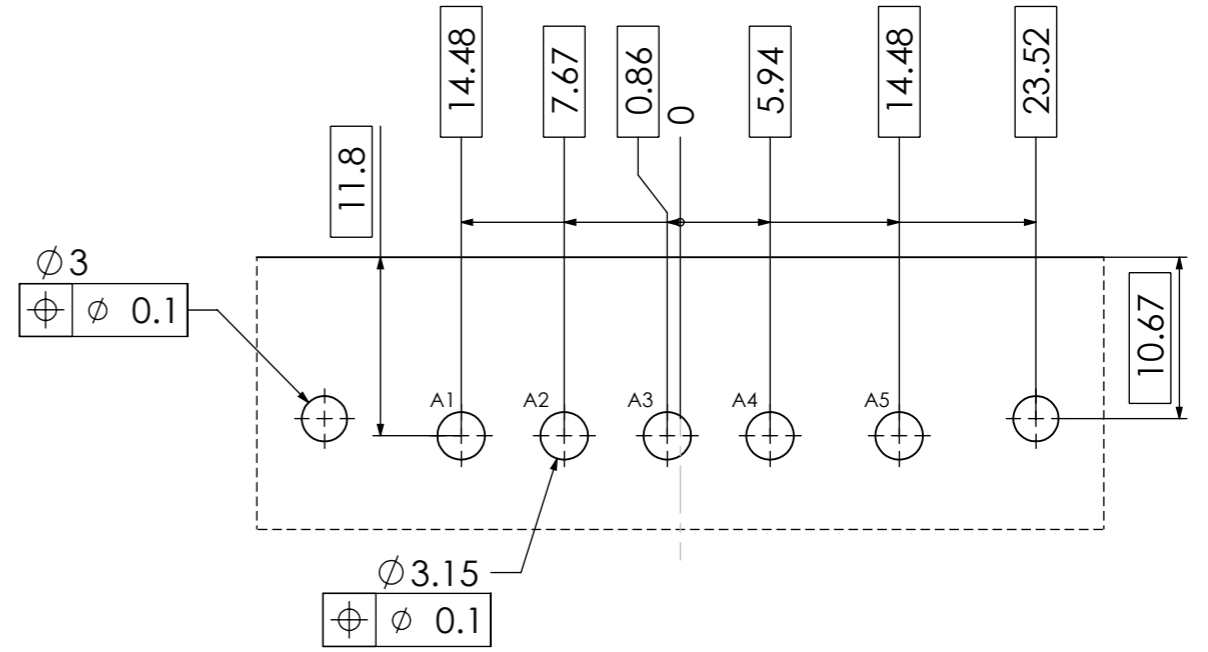 14.48
7.67
0.86
0
5.94
14.48
23.52
11.8
10.67
∅3
⌖ ∅ 0.1
A1
A2
A3
A4
A5
∅3.15
⌖ ∅ 0.1